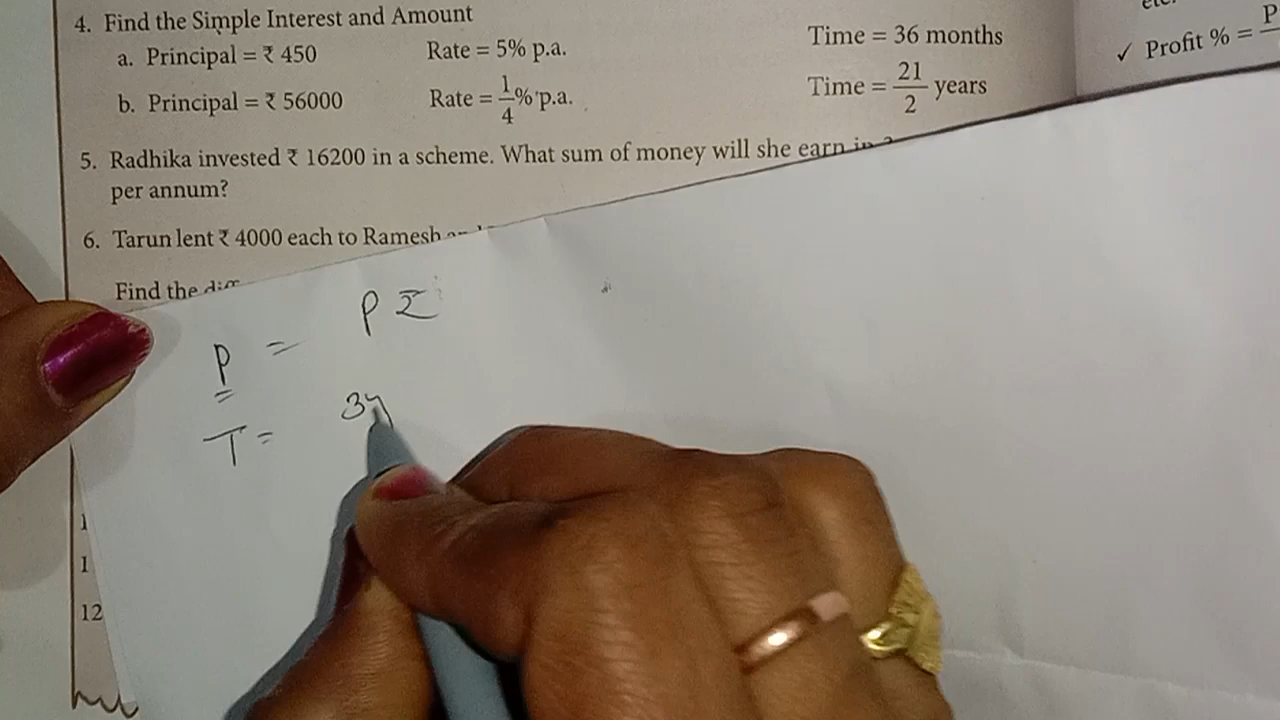 4. Find the Simple Interest and Amount
a. Principal = ₹ 450 Rate = 5% p.a. Time = 36 months
b. Principal = ₹ 56000 Rate = 1/4 % p.a. Time = 21/2 years
5. Radhika invested ₹ 16200 in a scheme. What sum of money will she earn in
per annum?
6. Tarun lent ₹ 4000 each to Ramesh
Find the
✓ Profit % = P
P =
T = 3y
1
1
12